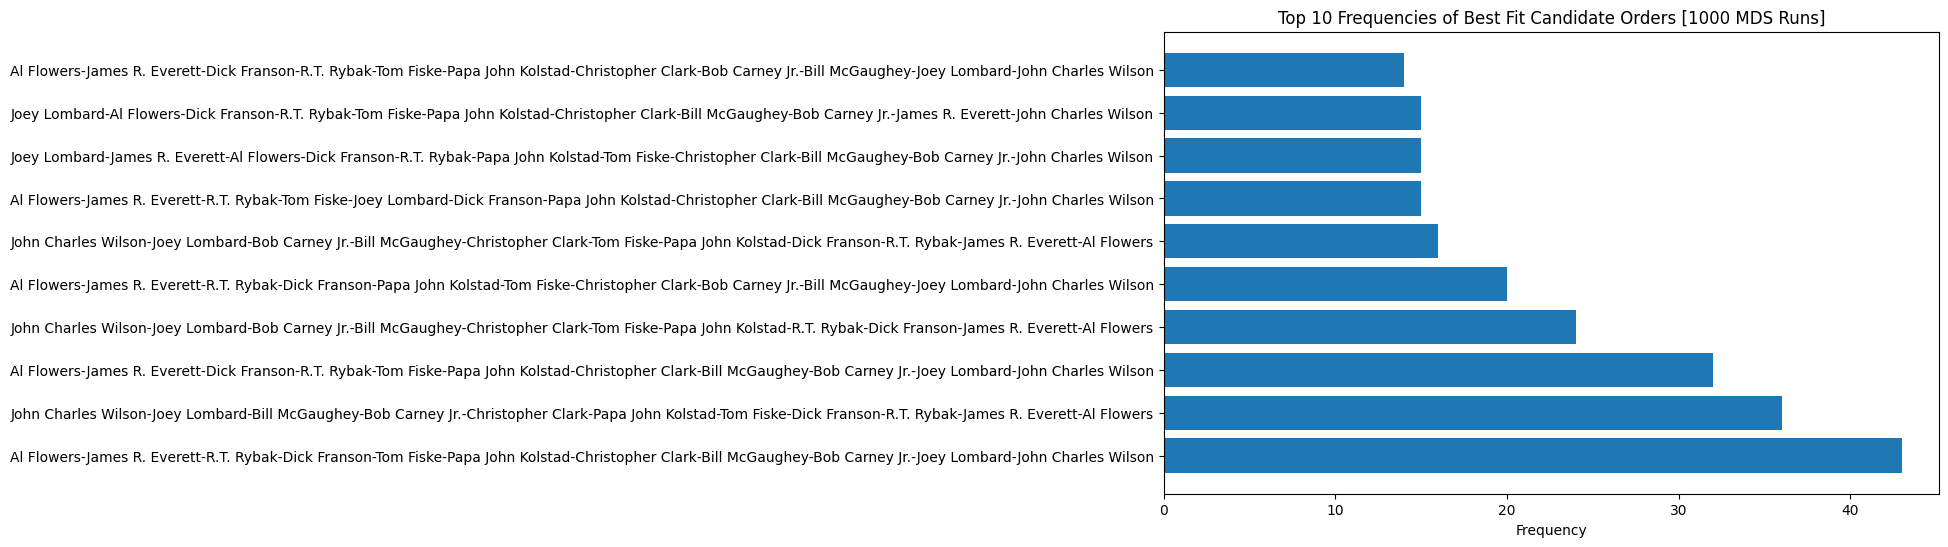 Top 10 Frequencies of Best Fit Candidate Orders [1000 MDS Runs]
Al Flowers-James R. Everett-Dick Franson-R.T. Rybak-Tom Fiske-Papa John Kolstad-Christopher Clark-Bob Carney Jr.-Bill McGaughey-Joey Lombard-John Charles Wilson
Joey Lombard-Al Flowers-Dick Franson-R.T. Rybak-Tom Fiske-Papa John Kolstad-Christopher Clark-Bill McGaughey-Bob Carney Jr.-James R. Everett-John Charles Wilson
Joey Lombard-James R. Everett-Al Flowers-Dick Franson-R.T. Rybak-Papa John Kolstad-Tom Fiske-Christopher Clark-Bill McGaughey-Bob Carney Jr.-John Charles Wilson
Al Flowers-James R. Everett-R.T. Rybak-Tom Fiske-Joey Lombard-Dick Franson-Papa John Kolstad-Christopher Clark-Bill McGaughey-Bob Carney Jr.-John Charles Wilson
John Charles Wilson-Joey Lombard-Bob Carney Jr.-Bill McGaughey-Christopher Clark-Tom Fiske-Papa John Kolstad-Dick Franson-R.T. Rybak-James R. Everett-Al Flowers
Al Flowers-James R. Everett-R.T. Rybak-Dick Franson-Papa John Kolstad-Tom Fiske-Christopher Clark-Bob Carney Jr.-Bill McGaughey-Joey Lombard-John Charles Wilson
John Charles Wilson-Joey Lombard-Bob Carney Jr.-Bill McGaughey-Christopher Clark-Tom Fiske-Papa John Kolstad-R.T. Rybak-Dick Franson-James R. Everett-Al Flowers
Al Flowers-James R. Everett-Dick Franson-R.T. Rybak-Tom Fiske-Papa John Kolstad-Christopher Clark-Bill McGaughey-Bob Carney Jr.-Joey Lombard-John Charles Wilson
John Charles Wilson-Joey Lombard-Bill McGaughey-Bob Carney Jr.-Christopher Clark-Papa John Kolstad-Tom Fiske-Dick Franson-R.T. Rybak-James R. Everett-Al Flowers
Al Flowers-James R. Everett-R.T. Rybak-Dick Franson-Tom Fiske-Papa John Kolstad-Christopher Clark-Bill McGaughey-Bob Carney Jr.-Joey Lombard-John Charles Wilson
0 10 20 30 40
Frequency